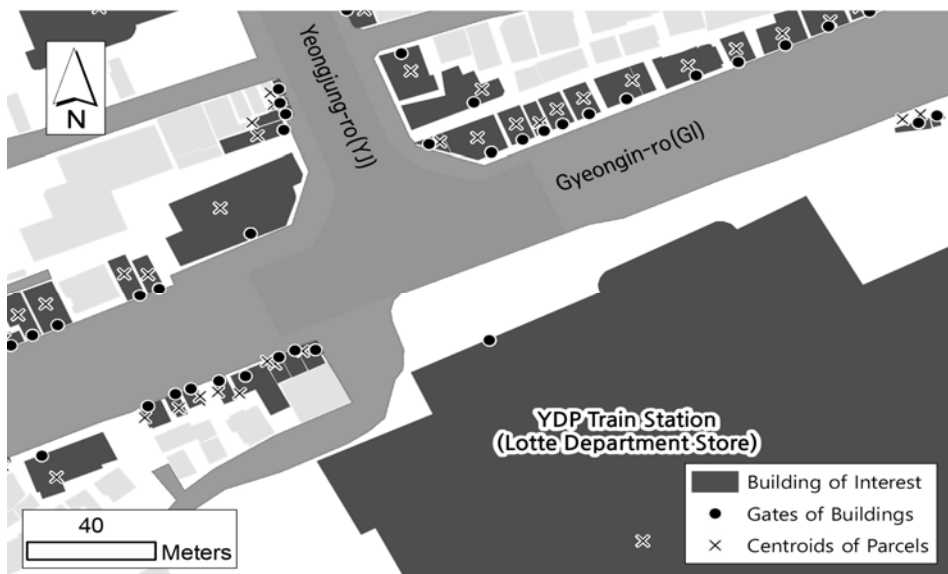 Yeongjung-ro(YJ)
Gyeongin-ro(GI)
N
YDP Train Station
(Lotte Department Store)
Building of Interest
Gates of Buildings
Centroids of Parcels
40
Meters